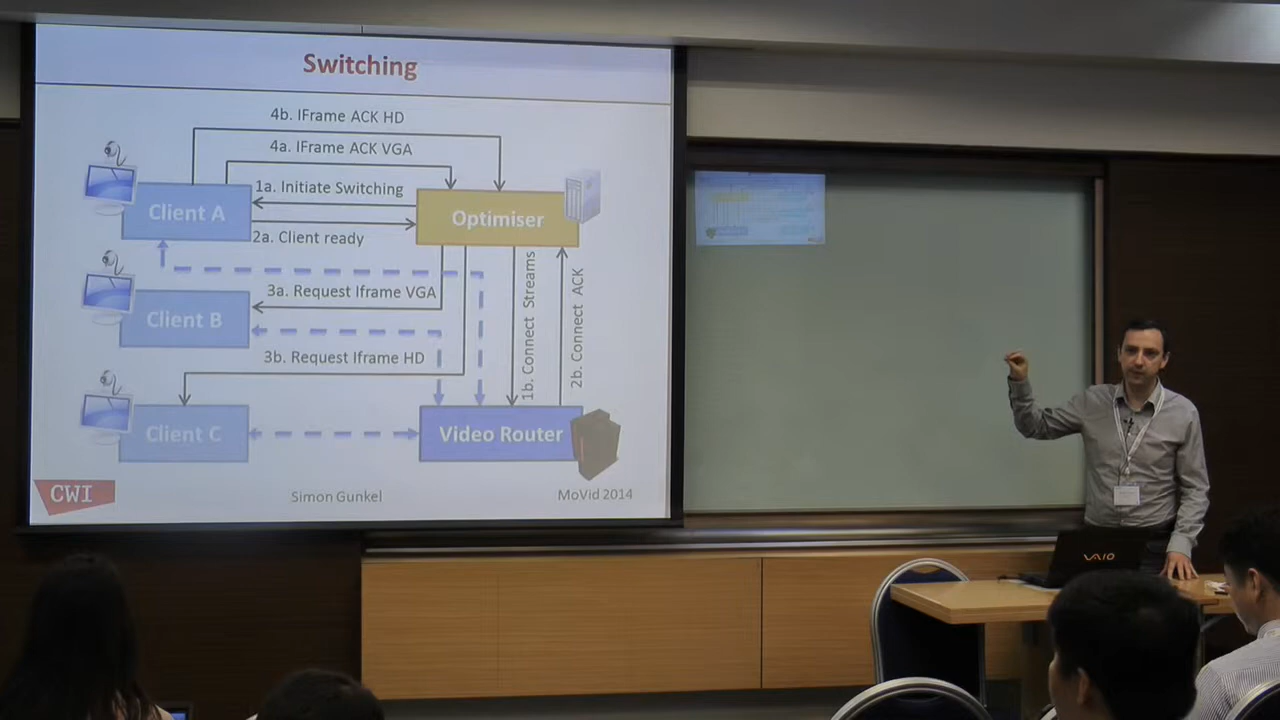 Switching
4b. IFrame ACK HD
4a. IFrame ACK VGA
1a. Initiate Switching
Client A
Optimiser
2a. Client ready
3a. Request Iframe VGA
Client B
1b. Connect Streams
2b. Connect ACK
3b. Request Iframe HD
Client C
Video Router
CWI
Simon Gunkel
MoVid 2014
VAIO